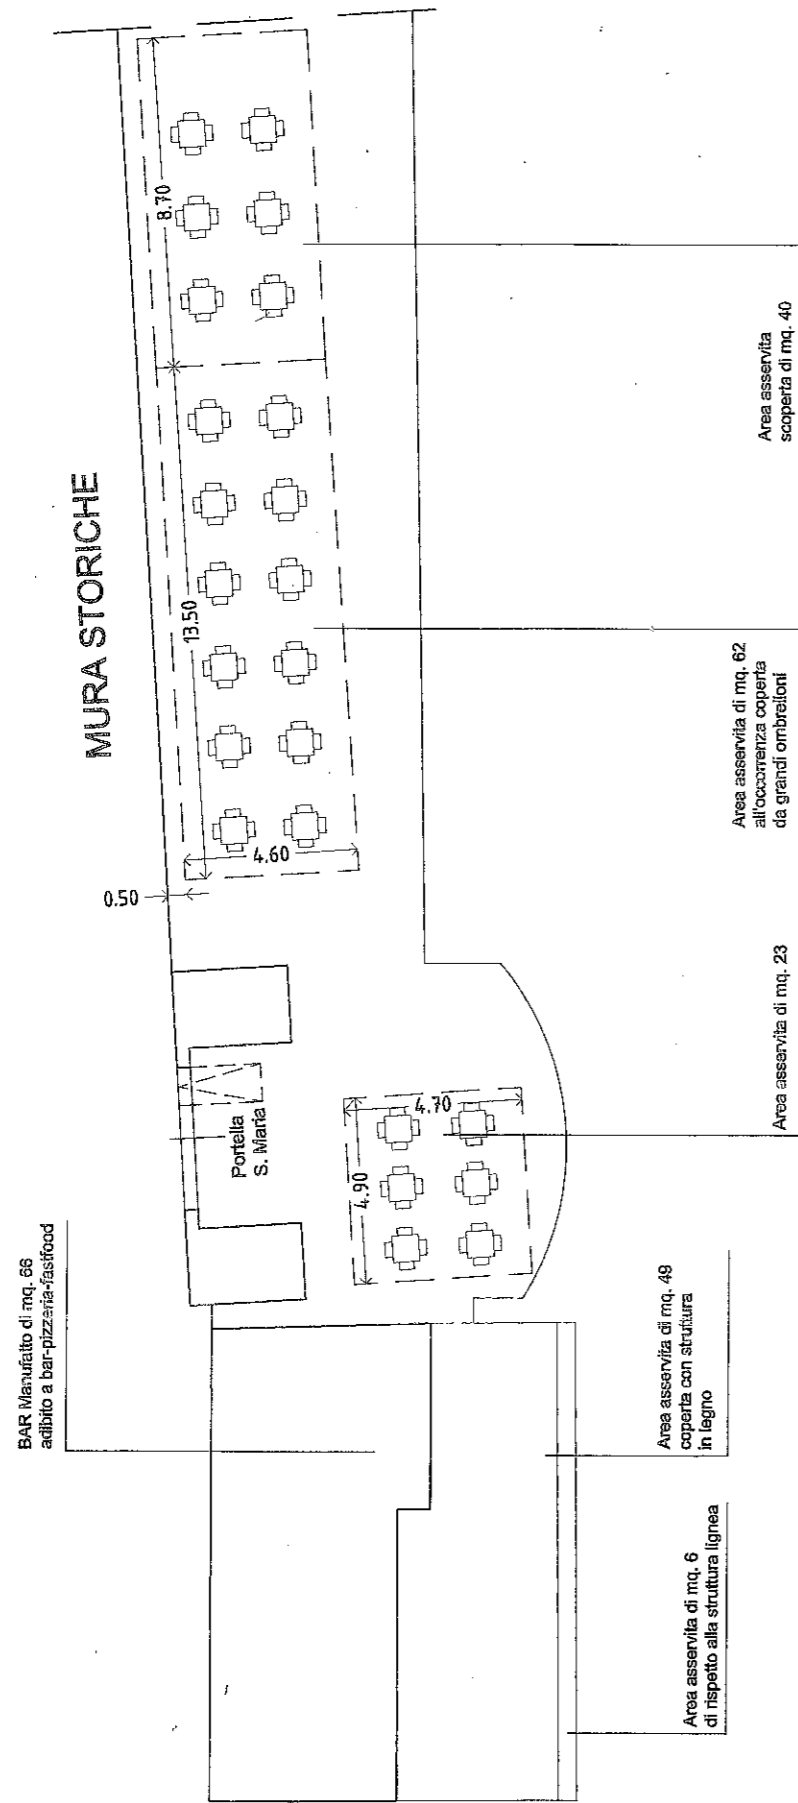 MURA STORICHE
8.70
13.50
4.60
0.50
Portella
S. Maria
4.70
4.90
BAR Manufatto di mq. 66
adibito a bar-pizzeria-fastfood
Area asservita
scoperta di mq. 40
Area asservita di mq. 62
all'occorrenza coperta
da grandi ombrelloni
Area asservita di mq. 23
Area asservita di mq. 49
coperta con struttura
in legno
Area asservita di mq. 6
di rispetto alla struttura lignea